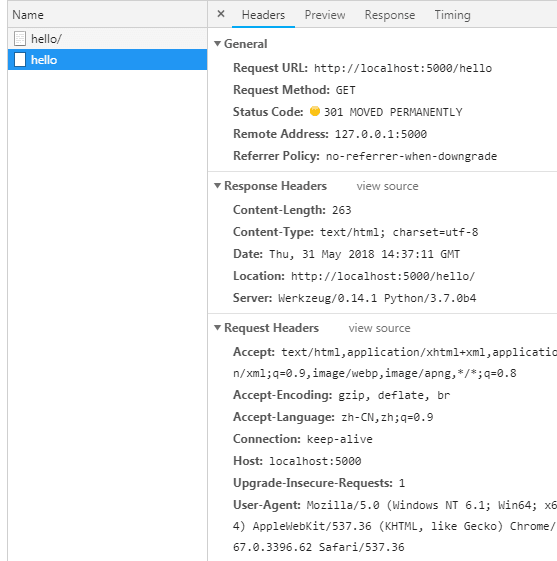 Name
hello/
hello
× Headers Preview Response Timing
General
Request URL: http://localhost:5000/hello
Request Method: GET
Status Code: 301 MOVED PERMANENTLY
Remote Address: 127.0.0.1:5000
Referrer Policy: no-referrer-when-downgrade
Response Headers view source
Content-Length: 263
Content-Type: text/html; charset=utf-8
Date: Thu, 31 May 2018 14:37:11 GMT
Location: http://localhost:5000/hello/
Server: Werkzeug/0.14.1 Python/3.7.0b4
Request Headers view source
Accept: text/html,application/xhtml+xml,applicatio
n/xml;q=0.9,image/webp,image/apng,*/*;q=0.8
Accept-Encoding: gzip, deflate, br
Accept-Language: zh-CN,zh;q=0.9
Connection: keep-alive
Host: localhost:5000
Upgrade-Insecure-Requests: 1
User-Agent: Mozilla/5.0 (Windows NT 6.1; Win64; x6
4) AppleWebKit/537.36 (KHTML, like Gecko) Chrome/
67.0.3396.62 Safari/537.36